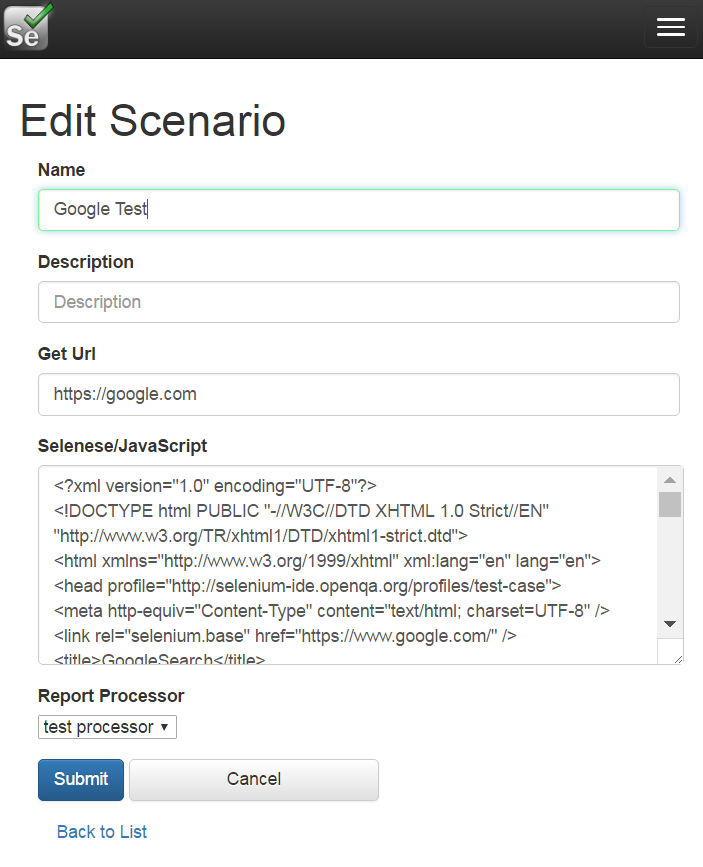 Se
Edit Scenario
Name
Google Test
Description
Description
Get Url
https://google.com
Selenese/JavaScript
<?xml version="1.0" encoding="UTF-8"?>
<!DOCTYPE html PUBLIC "-//W3C//DTD XHTML 1.0 Strict//EN"
"http://www.w3.org/TR/xhtml1/DTD/xhtml1-strict.dtd">
<html xmlns="http://www.w3.org/1999/xhtml" xml:lang="en" lang="en">
<head profile="http://selenium-ide.openqa.org/profiles/test-case">
<meta http-equiv="Content-Type" content="text/html; charset=UTF-8" />
<link rel="selenium.base" href="https://www.google.com/" />
<title>GoogleSearch</title>
Report Processor
test processor
Submit
Cancel
Back to List